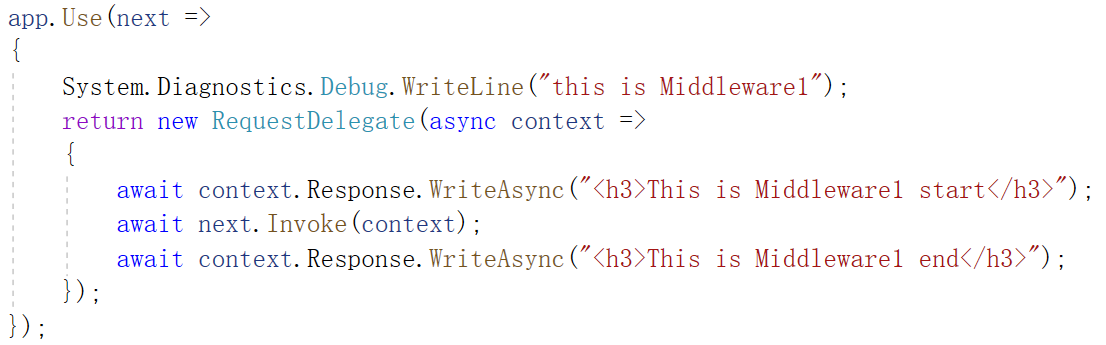 app.Use(next =>
{
    System.Diagnostics.Debug.WriteLine("this is Middleware1");
    return new RequestDelegate(async context =>
    {
        await context.Response.WriteAsync("<h3>This is Middleware1 start</h3>");
        await next.Invoke(context);
        await context.Response.WriteAsync("<h3>This is Middleware1 end</h3>");
    });
});